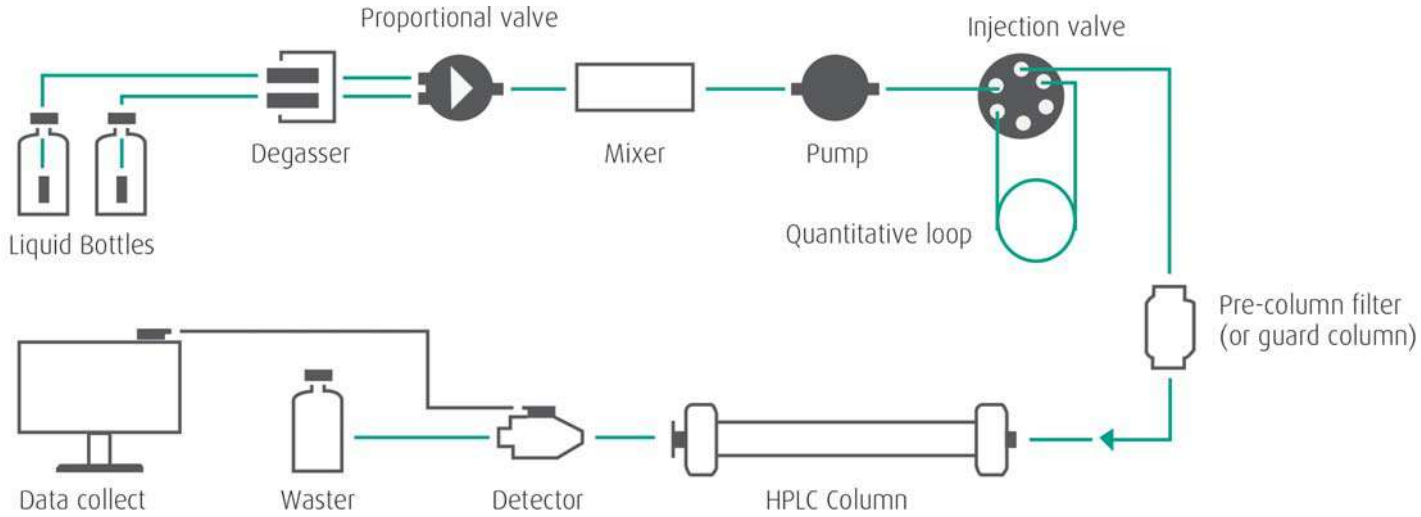 Proportional valve
Injection valve
Degasser
Mixer
Pump
Liquid Bottles
Quantitative loop
Pre-column filter
(or guard column)
Data collect
Waster
Detector
HPLC Column